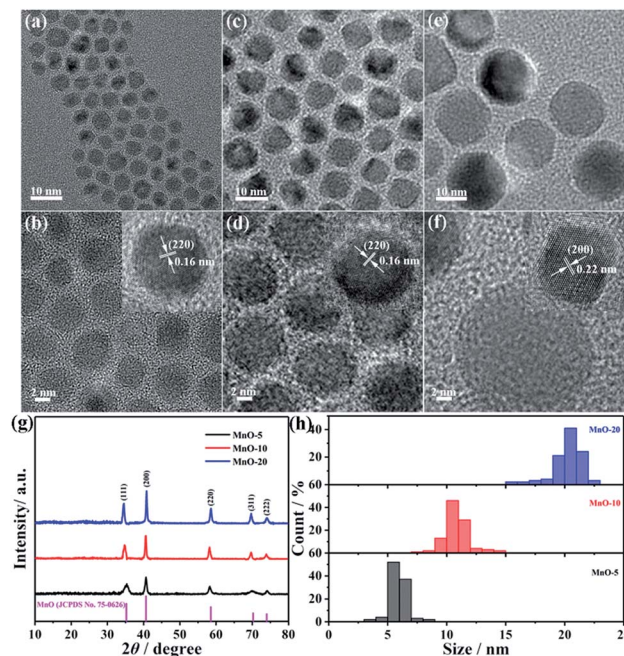 (a)
10 nm
(c)
10 nm
(e)
10 nm
(b)
(220)
0.16 nm
2 nm
(d)
(220)
0.16 nm
2 nm
(f)
(200)
0.22 nm
2 nm
(g)
MnO-5
MnO-10
MnO-20
(111)
(200)
(220)
(311)
(222)
MnO (JCPDS No. 75-0626)
Intensity/ a.u.
10 20 30 40 50 60 70 80
2θ / degree
(h)
MnO-20
40
20
60
MnO-10
40
20
60
MnO-5
40
20
0
Count / %
0 5 10 15 20 25
Size / nm